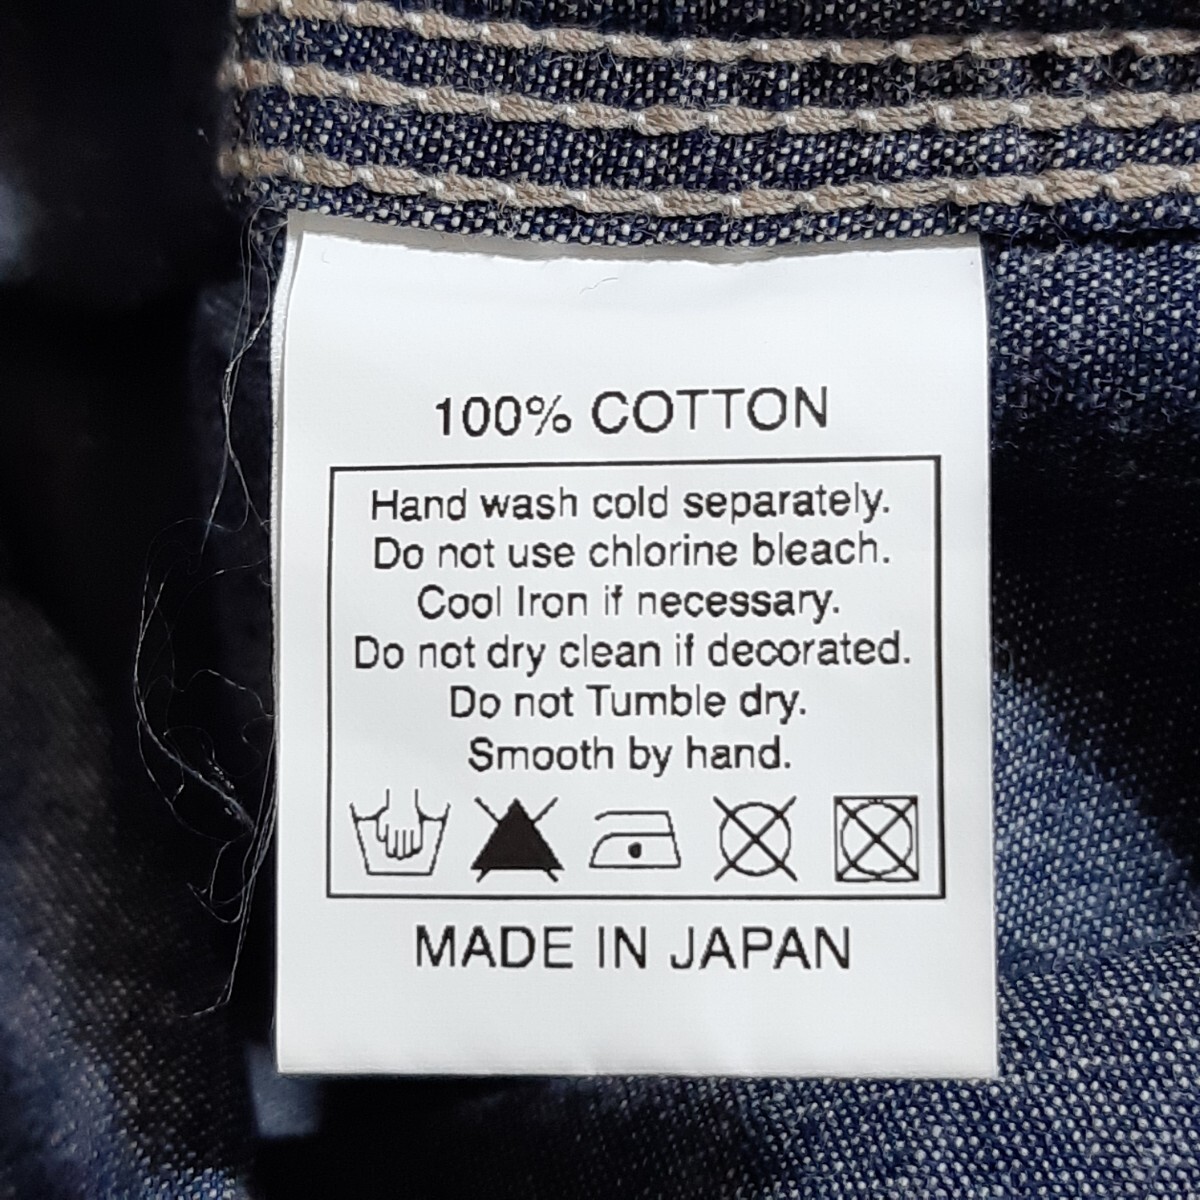 100% COTTON
Hand wash cold separately.
Do not use chlorine bleach.
Cool Iron if necessary.
Do not dry clean if decorated.
Do not Tumble dry.
Smooth by hand.
MADE IN JAPAN